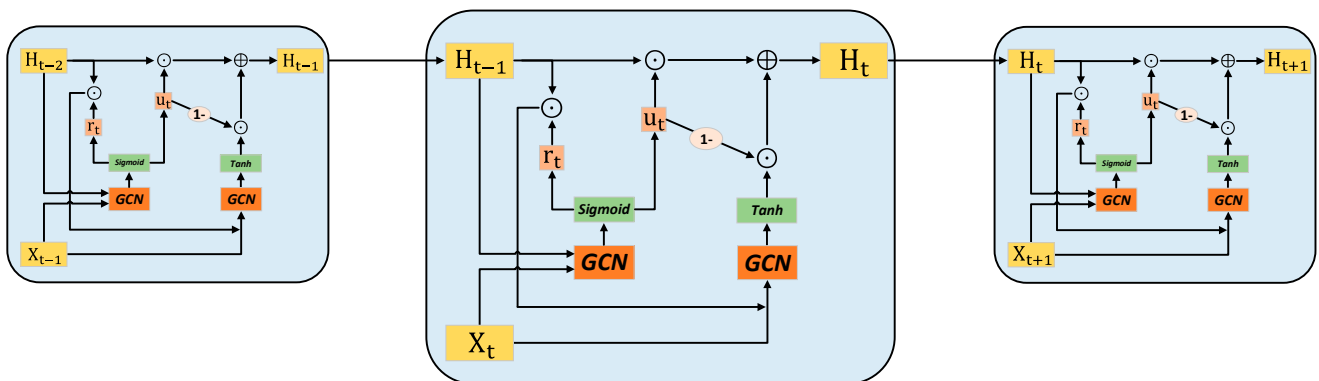 H_{t-2} H_{t-1}
u_t
1-
r_t
Sigmoid Tanh
GCN GCN
X_{t-1}
H_{t-1} H_t
u_t
1-
r_t
Sigmoid Tanh
GCN GCN
X_t
H_t H_{t+1}
u_t
1-
r_t
Sigmoid Tanh
GCN GCN
X_{t+1}